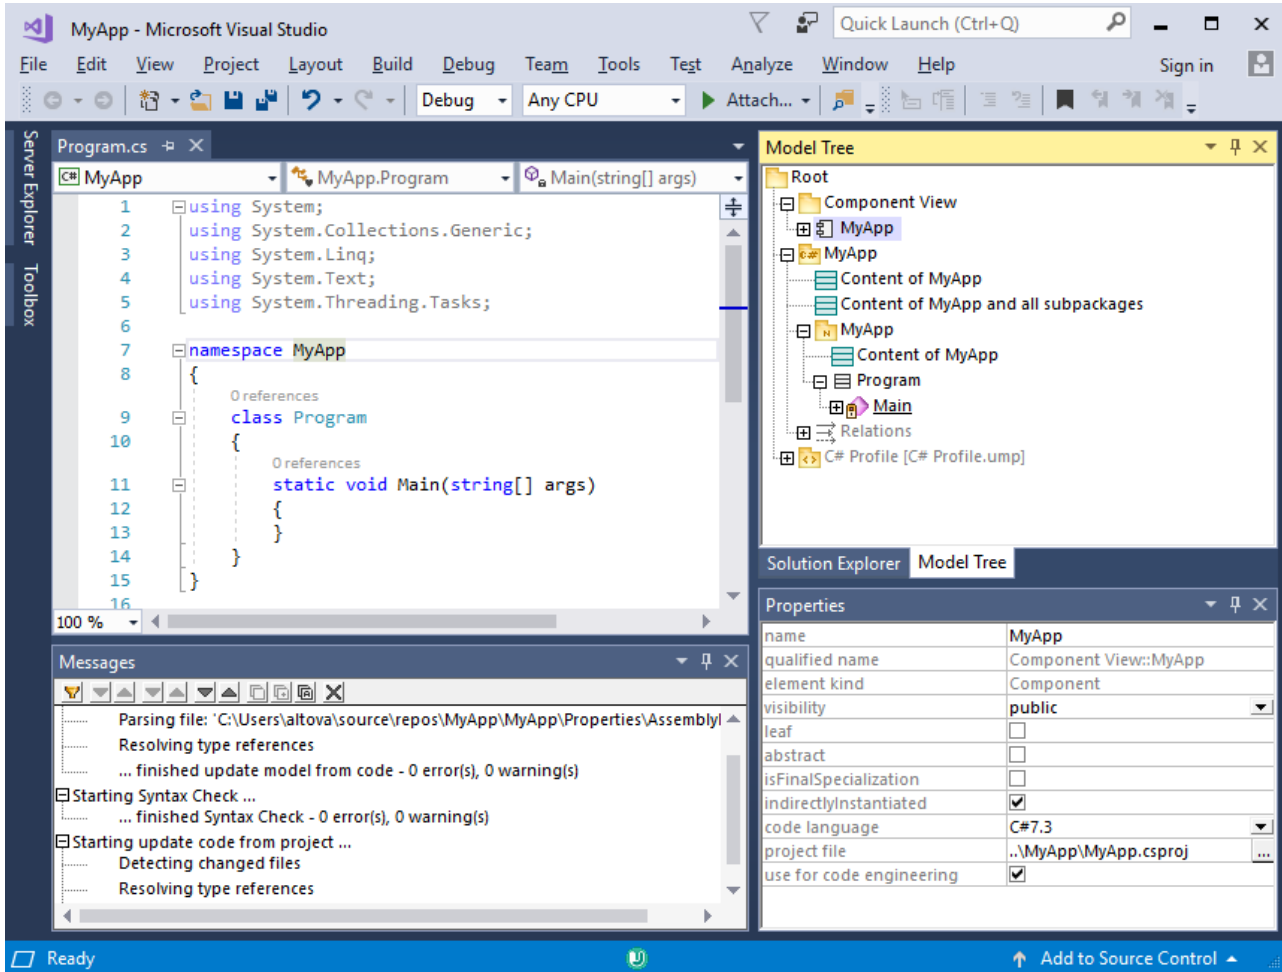 MyApp - Microsoft Visual Studio
Quick Launch (Ctrl+Q)
File Edit View Project Layout Build Debug Team Tools Test Analyze Window Help Sign in
Debug Any CPU Attach...
Server Explorer
Toolbox
Program.cs
C# MyApp MyApp.Program Main(string[] args)
1 using System;
2 using System.Collections.Generic;
3 using System.Linq;
4 using System.Text;
5 using System.Threading.Tasks;
6
7 namespace MyApp
8 {
0 references
9 class Program
10 {
0 references
11 static void Main(string[] args)
12 {
13 }
14 }
15 }
16
100 %
Messages
Parsing file: 'C:\Users\altova\source\repos\MyApp\MyApp\Properties\Assembly
Resolving type references
... finished update model from code - 0 error(s), 0 warning(s)
Starting Syntax Check ...
... finished Syntax Check - 0 error(s), 0 warning(s)
Starting update code from project ...
Detecting changed files
Resolving type references
Model Tree
Root
Component View
MyApp
C# MyApp
Content of MyApp
Content of MyApp and all subpackages
N MyApp
Content of MyApp
Program
Main
Relations
C# Profile [C# Profile.ump]
Solution Explorer Model Tree
Properties
name MyApp
qualified name Component View::MyApp
element kind Component
visibility public
leaf
abstract
isFinalSpecialization
indirectlyInstantiated
code language C#7.3
project file ..\MyApp\MyApp.csproj ...
use for code engineering
Ready
U
Add to Source Control